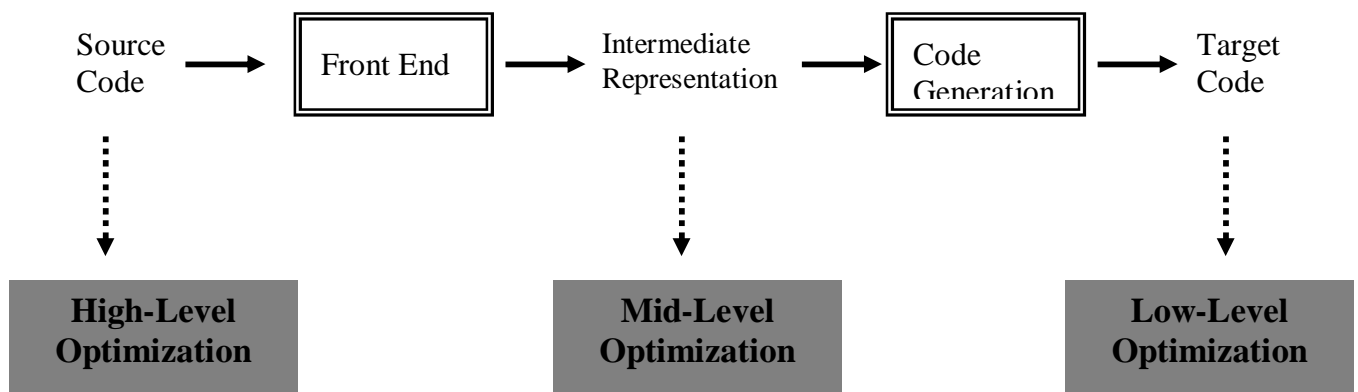 Source
Code
Front End
Intermediate
Representation
Code
Generation
Target
Code
High-Level
Optimization
Mid-Level
Optimization
Low-Level
Optimization